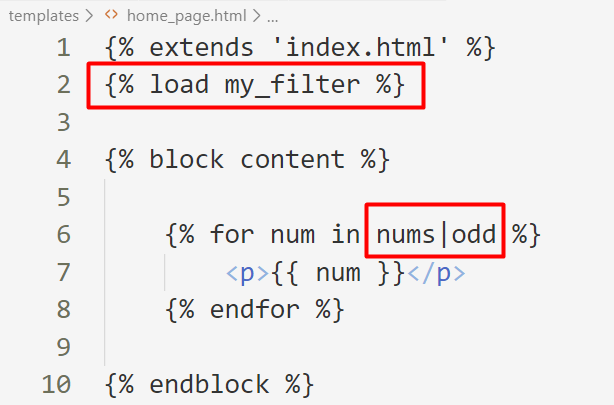 templates > <> home_page.html > ...
1 {% extends 'index.html' %}
2 {% load my_filter %}
3
4 {% block content %}
5
6 {% for num in nums|odd %}
7 <p>{{ num }}</p>
8 {% endfor %}
9
10 {% endblock %}